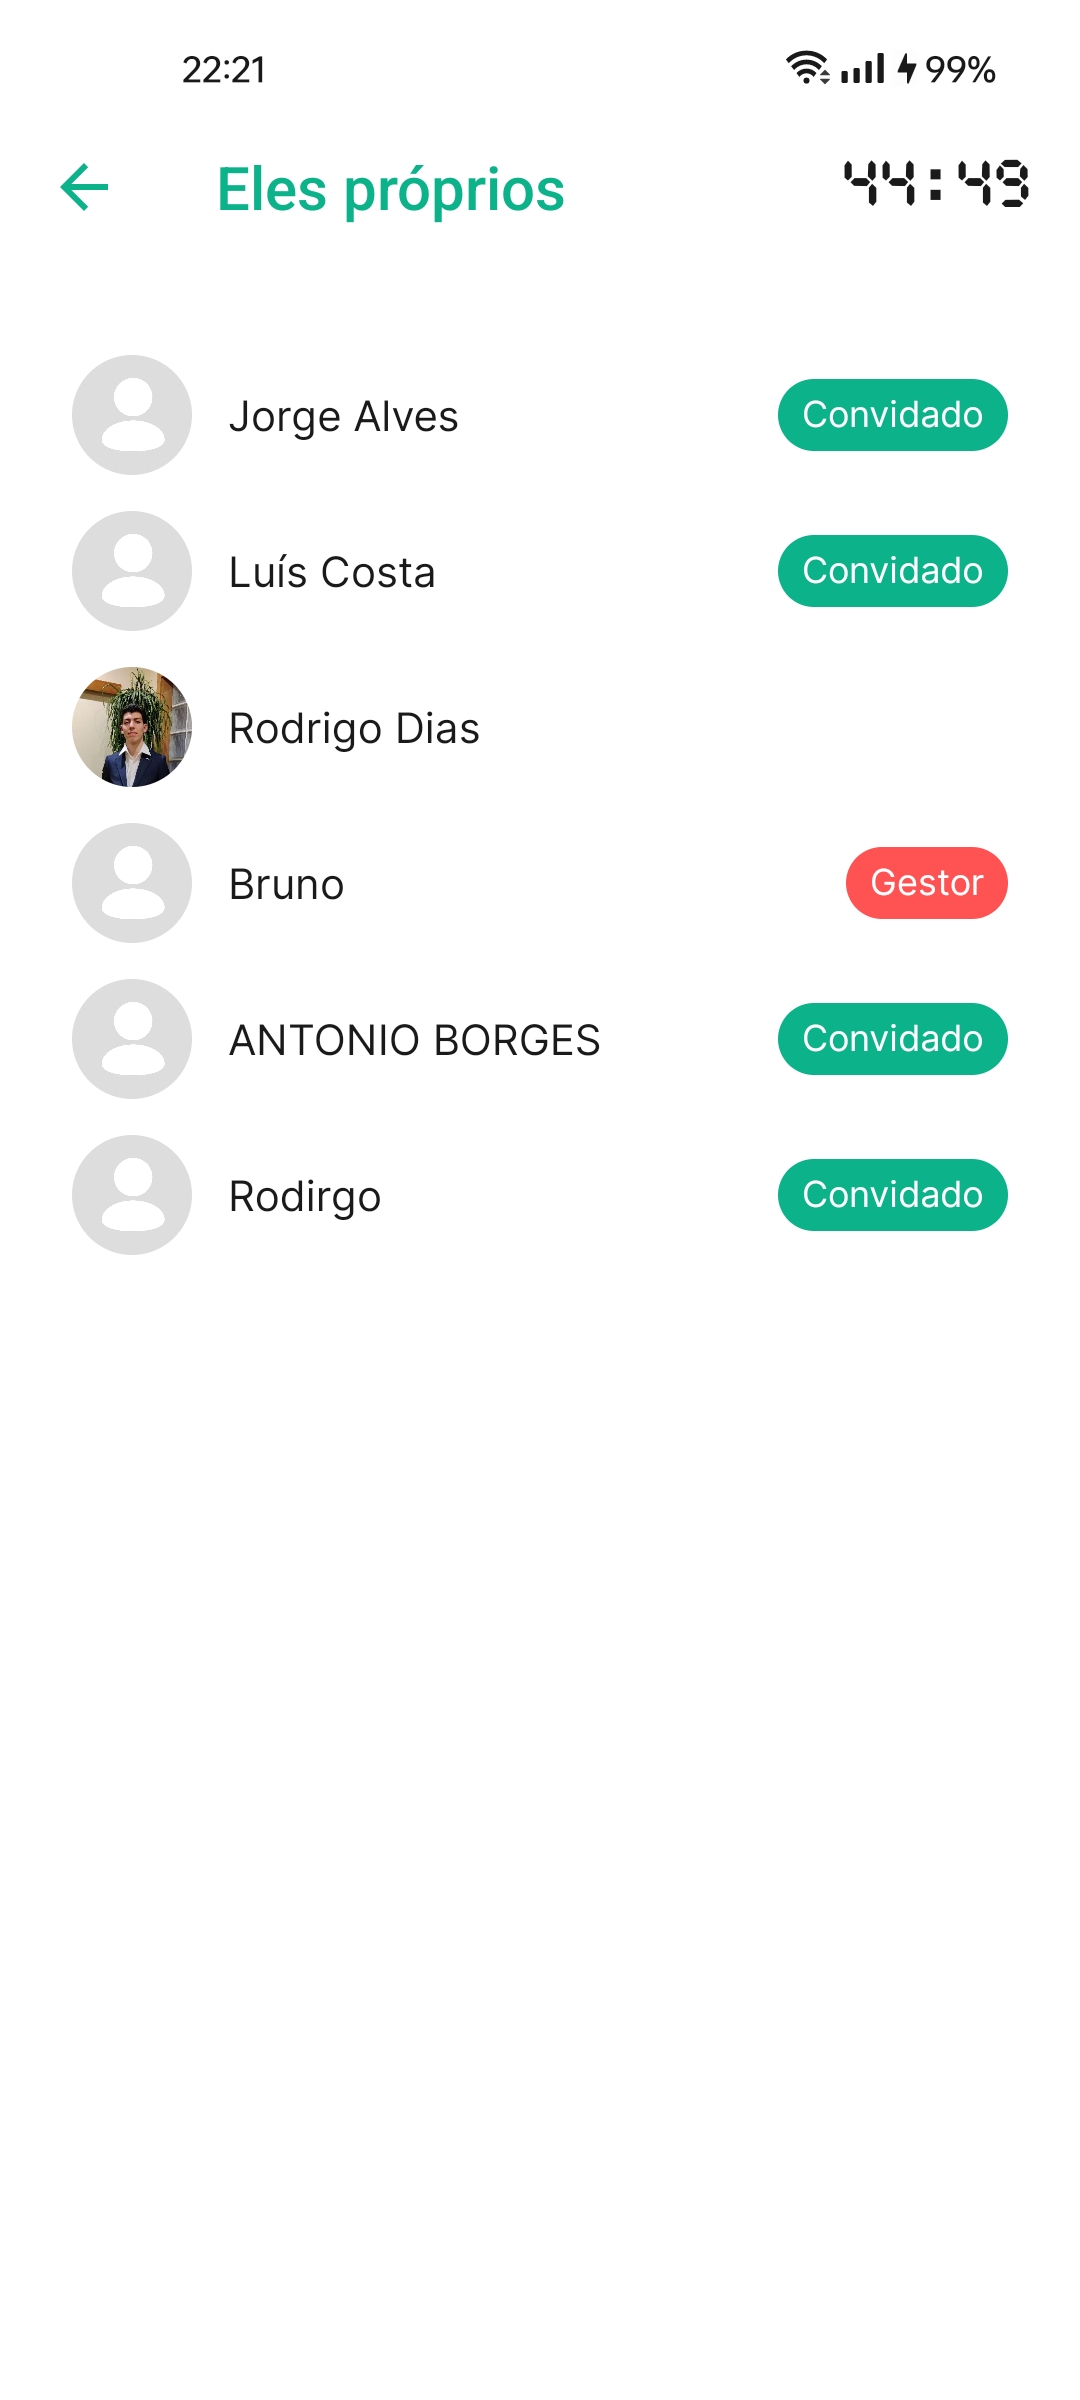 22:21
99%
Eles próprios
44:49
Jorge Alves
Convidado
Luís Costa
Convidado
Rodrigo Dias
Bruno
Gestor
ANTONIO BORGES
Convidado
Rodirgo
Convidado